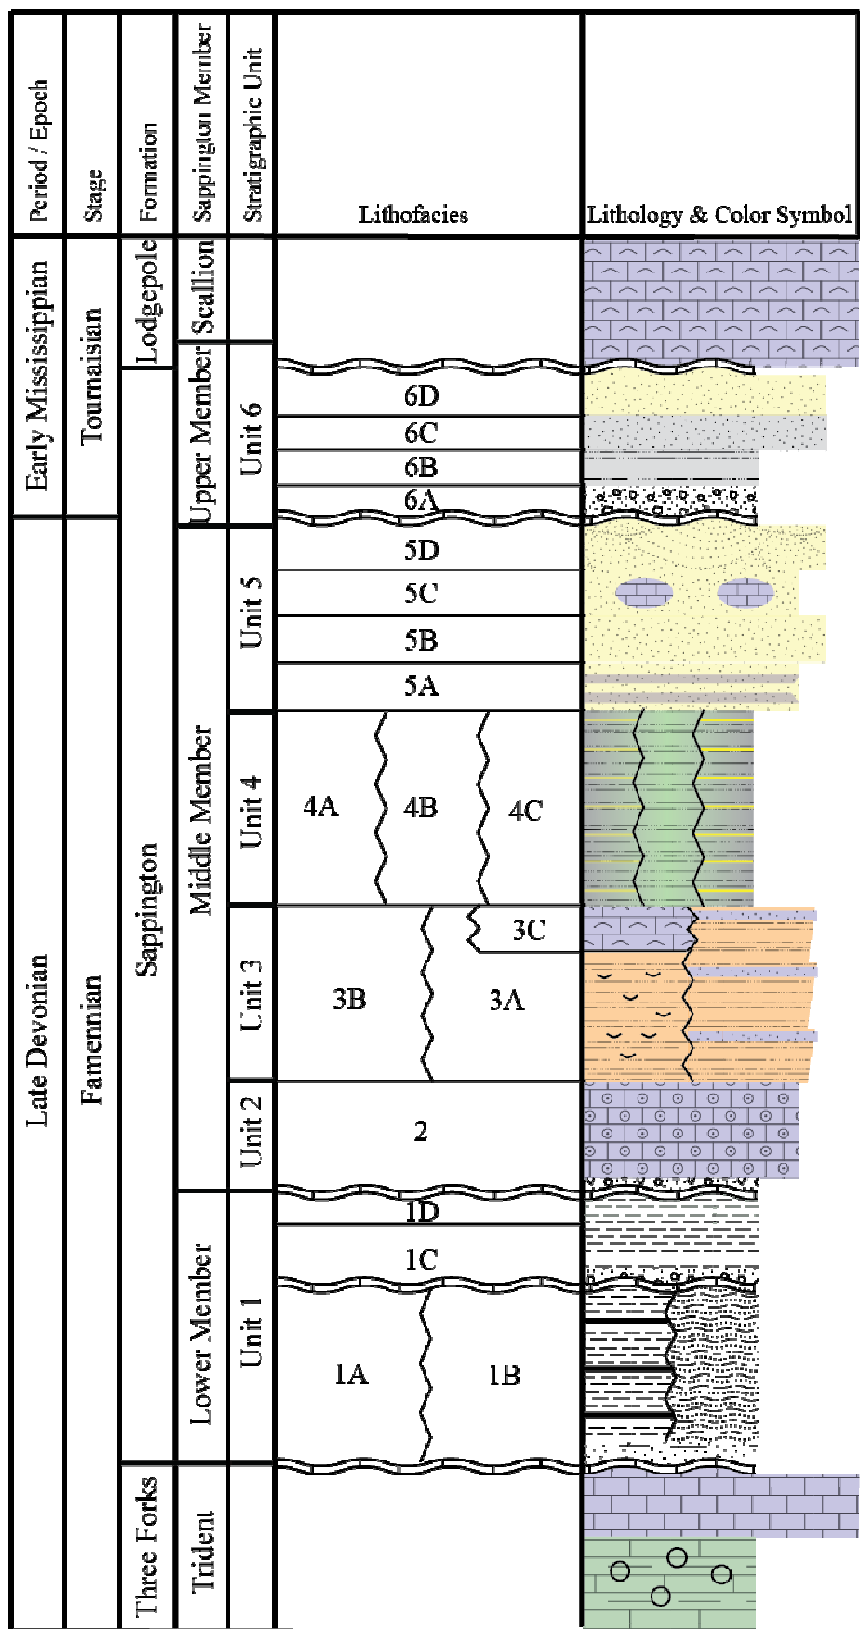 Period / Epoch
Stage
Formation
Sappington Member
Stratigraphic Unit
Lithofacies
Lithology & Color Symbol
Early Mississippian
Tournaisian
Lodgepole
Scallion
Upper Member
Unit 6
6D
6C
6B
6A
Late Devonian
Famennian
Sappington
Middle Member
Unit 5
5D
5C
5B
5A
Unit 4
4A
4B
4C
Unit 3
3C
3B
3A
Unit 2
2
Lower Member
Unit 1
1D
1C
1A
1B
Three Forks
Trident